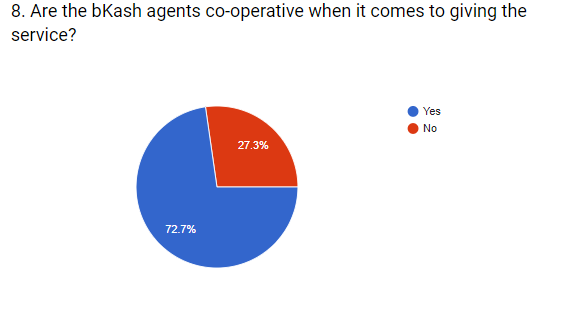 8. Are the bKash agents co-operative when it comes to giving the
service?
Yes
No
27.3%
72.7%